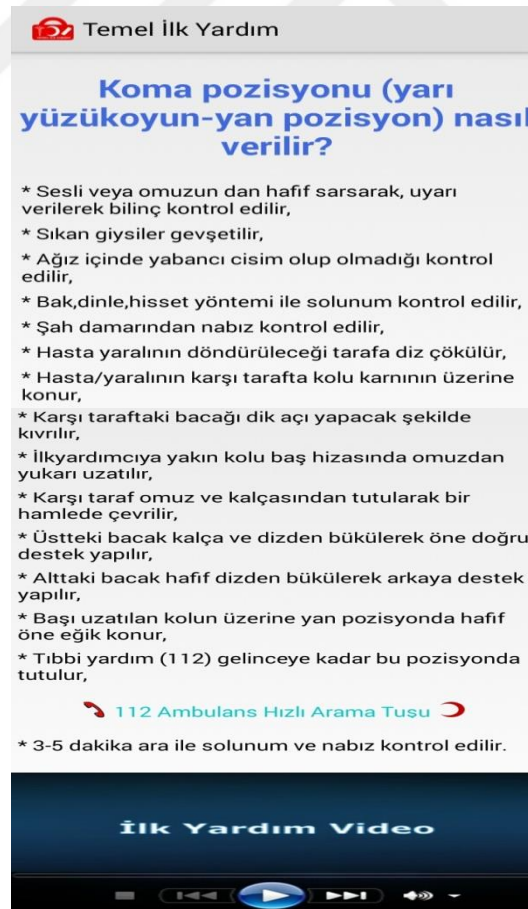 Temel İlk Yardım
Koma pozisyonu (yarı
yüzükoyun-yan pozisyon) nasıl
verilir?
* Sesli veya omuzun dan hafif sarsarak, uyarı
verilerek bilinç kontrol edilir,
* Sıkan giysiler gevşetilir,
* Ağız içinde yabancı cisim olup olmadığı kontrol
edilir,
* Bak,dinle,hisset yöntemi ile solunum kontrol edilir,
* Şah damarından nabız kontrol edilir,
* Hasta yaralının döndürüleceği tarafa diz çökülür,
* Hasta/yaralının karşı tarafta kolu karnının üzerine
konur,
* Karşı taraftaki bacağı dik açı yapacak şekilde
kıvrılır,
* İlkyardımcıya yakın kolu baş hizasında omuzdan
yukarı uzatılır,
* Karşı taraf omuz ve kalçasından tutularak bir
hamlede çevrilir,
* Üstteki bacak kalça ve dizden bükülerek öne doğru
destek yapılır,
* Alttaki bacak hafif dizden bükülerek arkaya destek
yapılır,
* Başı uzatılan kolun üzerine yan pozisyonda hafif
öne eğik konur,
* Tıbbi yardım (112) gelinceye kadar bu pozisyonda
tutulur,
112 Ambulans Hızlı Arama Tuşu
* 3-5 dakika ara ile solunum ve nabız kontrol edilir.
İlk Yardım Video